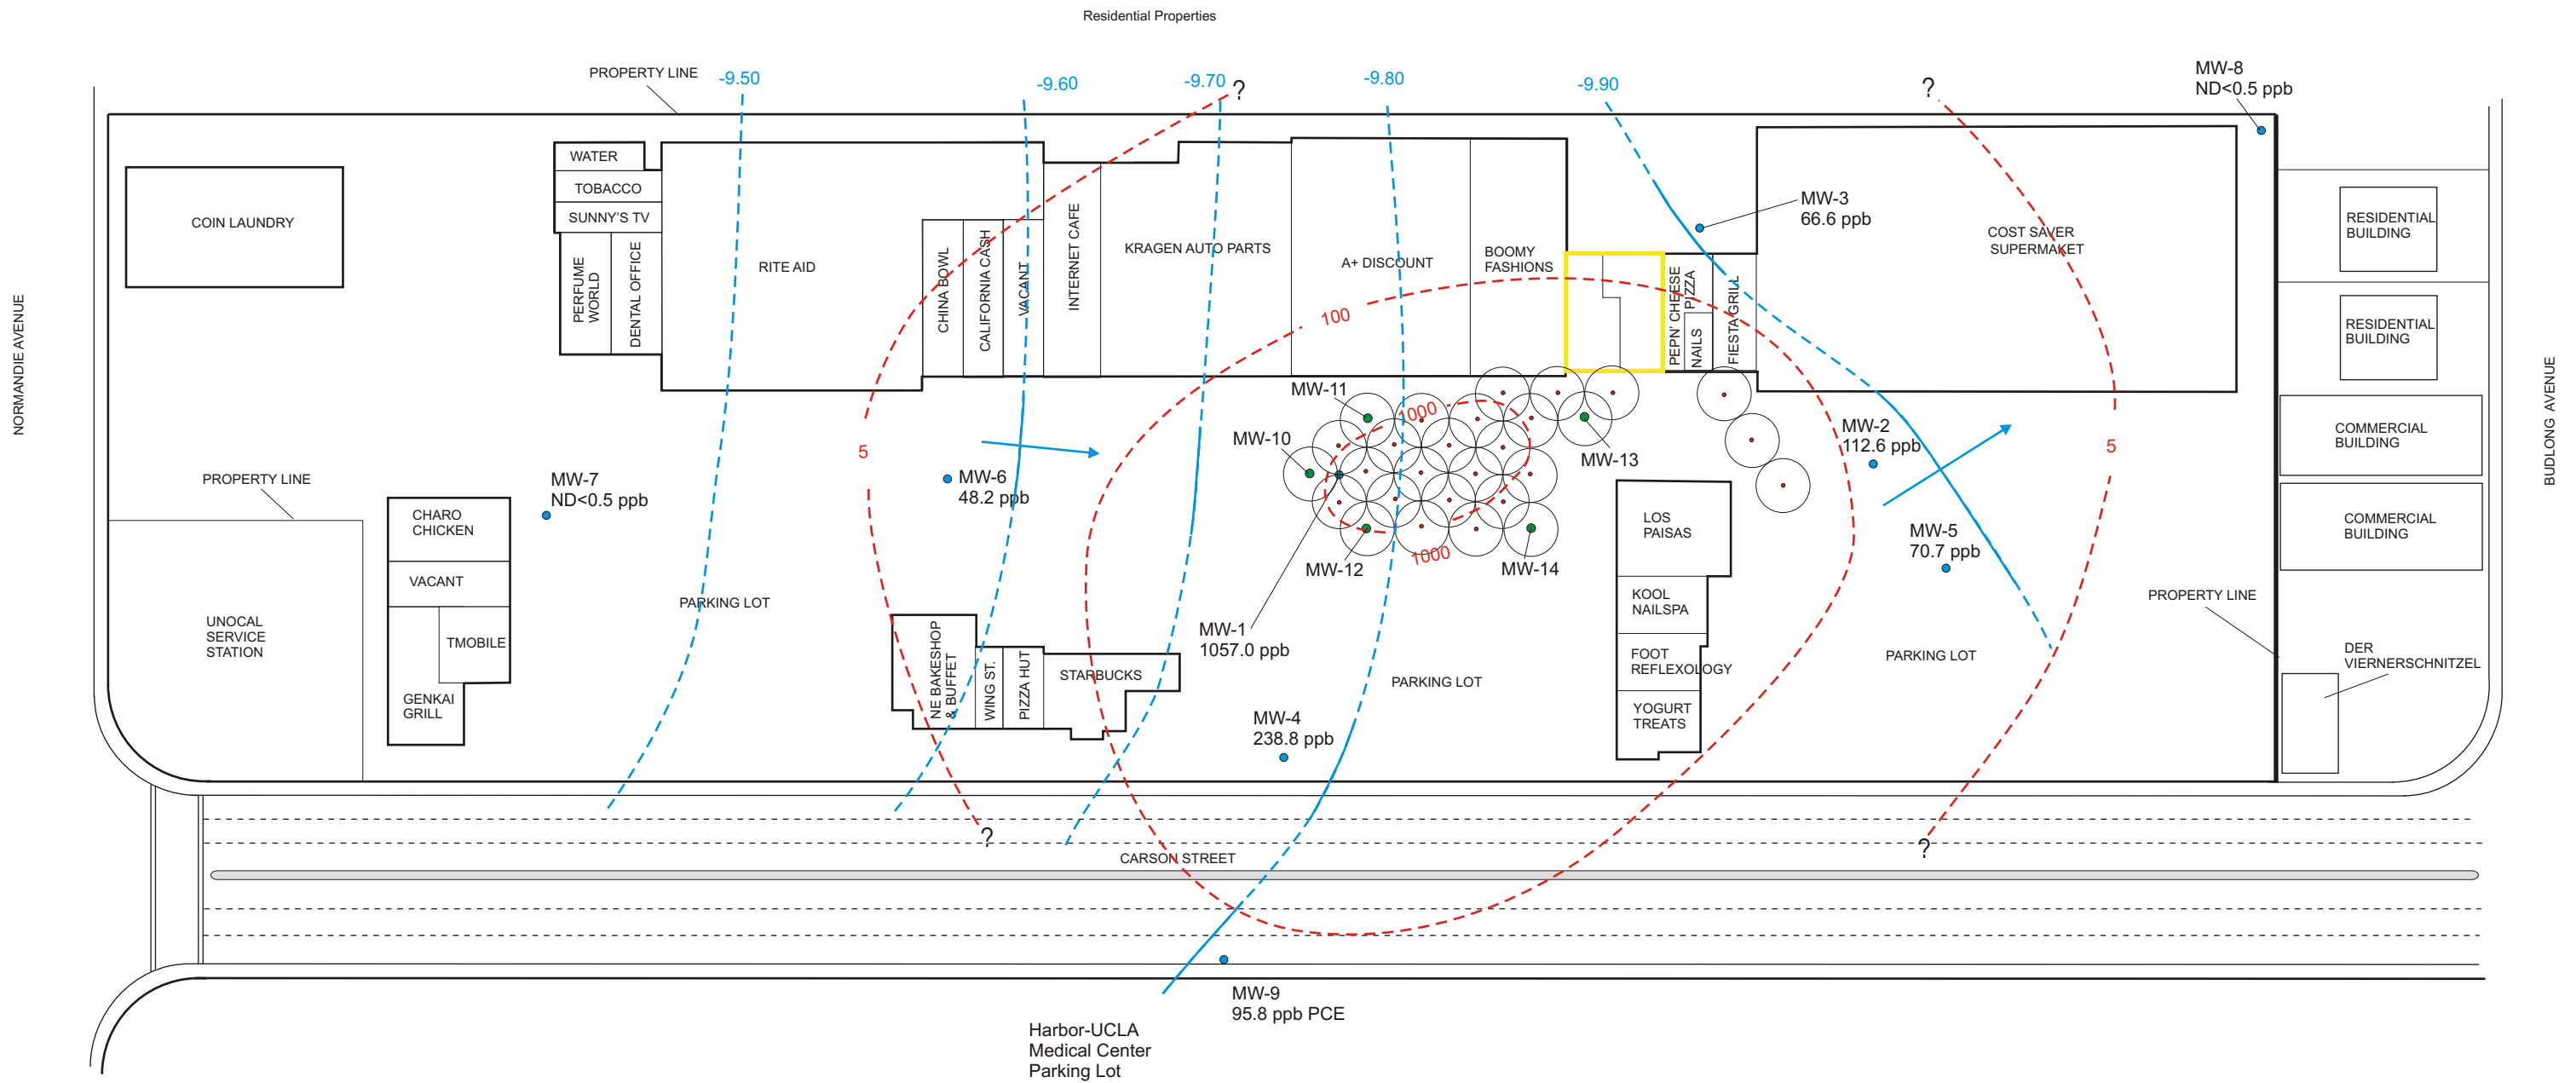 Residential Properties
PROPERTY LINE
-9.50
-9.60
-9.70
?
-9.80
-9.90
?
MW-8
ND<0.5 ppb
COIN LAUNDRY
WATER
TOBACCO
SUNNY'S TV
PERFUME
WORLD
DENTAL OFFICE
RITE AID
CHINA BOWL
CALIFORNIA CASH
VACANT
INTERNET CAFE
KRAGEN AUTO PARTS
A+ DISCOUNT
BOOMY
FASHIONS
PEPN' CHEESE
PIZZA
NAILS
FIESTA GRILL
MW-3
66.6 ppb
COST SAVER
SUPERMAKET
RESIDENTIAL
BUILDING
RESIDENTIAL
BUILDING
COMMERCIAL
BUILDING
COMMERCIAL
BUILDING
NORMANDIE AVENUE
BUDLONG AVENUE
100
5
5
1000
1000
MW-11
MW-10
MW-13
MW-12
MW-14
MW-1
1057.0 ppb
MW-2
112.6 ppb
MW-5
70.7 ppb
MW-6
48.2 ppb
MW-7
ND<0.5 ppb
PROPERTY LINE
CHARO
CHICKEN
VACANT
TMOBILE
GENKAI
GRILL
UNOCAL
SERVICE
STATION
PARKING LOT
NE BAKESHOP
& BUFFET
WING ST.
PIZZA HUT
STARBUCKS
MW-4
238.8 ppb
PARKING LOT
LOS
PAISAS
KOOL
NAILSPA
FOOT
REFLEXOLOGY
YOGURT
TREATS
PARKING LOT
PROPERTY LINE
DER
VIERNERSCHNITZEL
?
?
CARSON STREET
MW-9
95.8 ppb PCE
Harbor-UCLA
Medical Center
Parking Lot